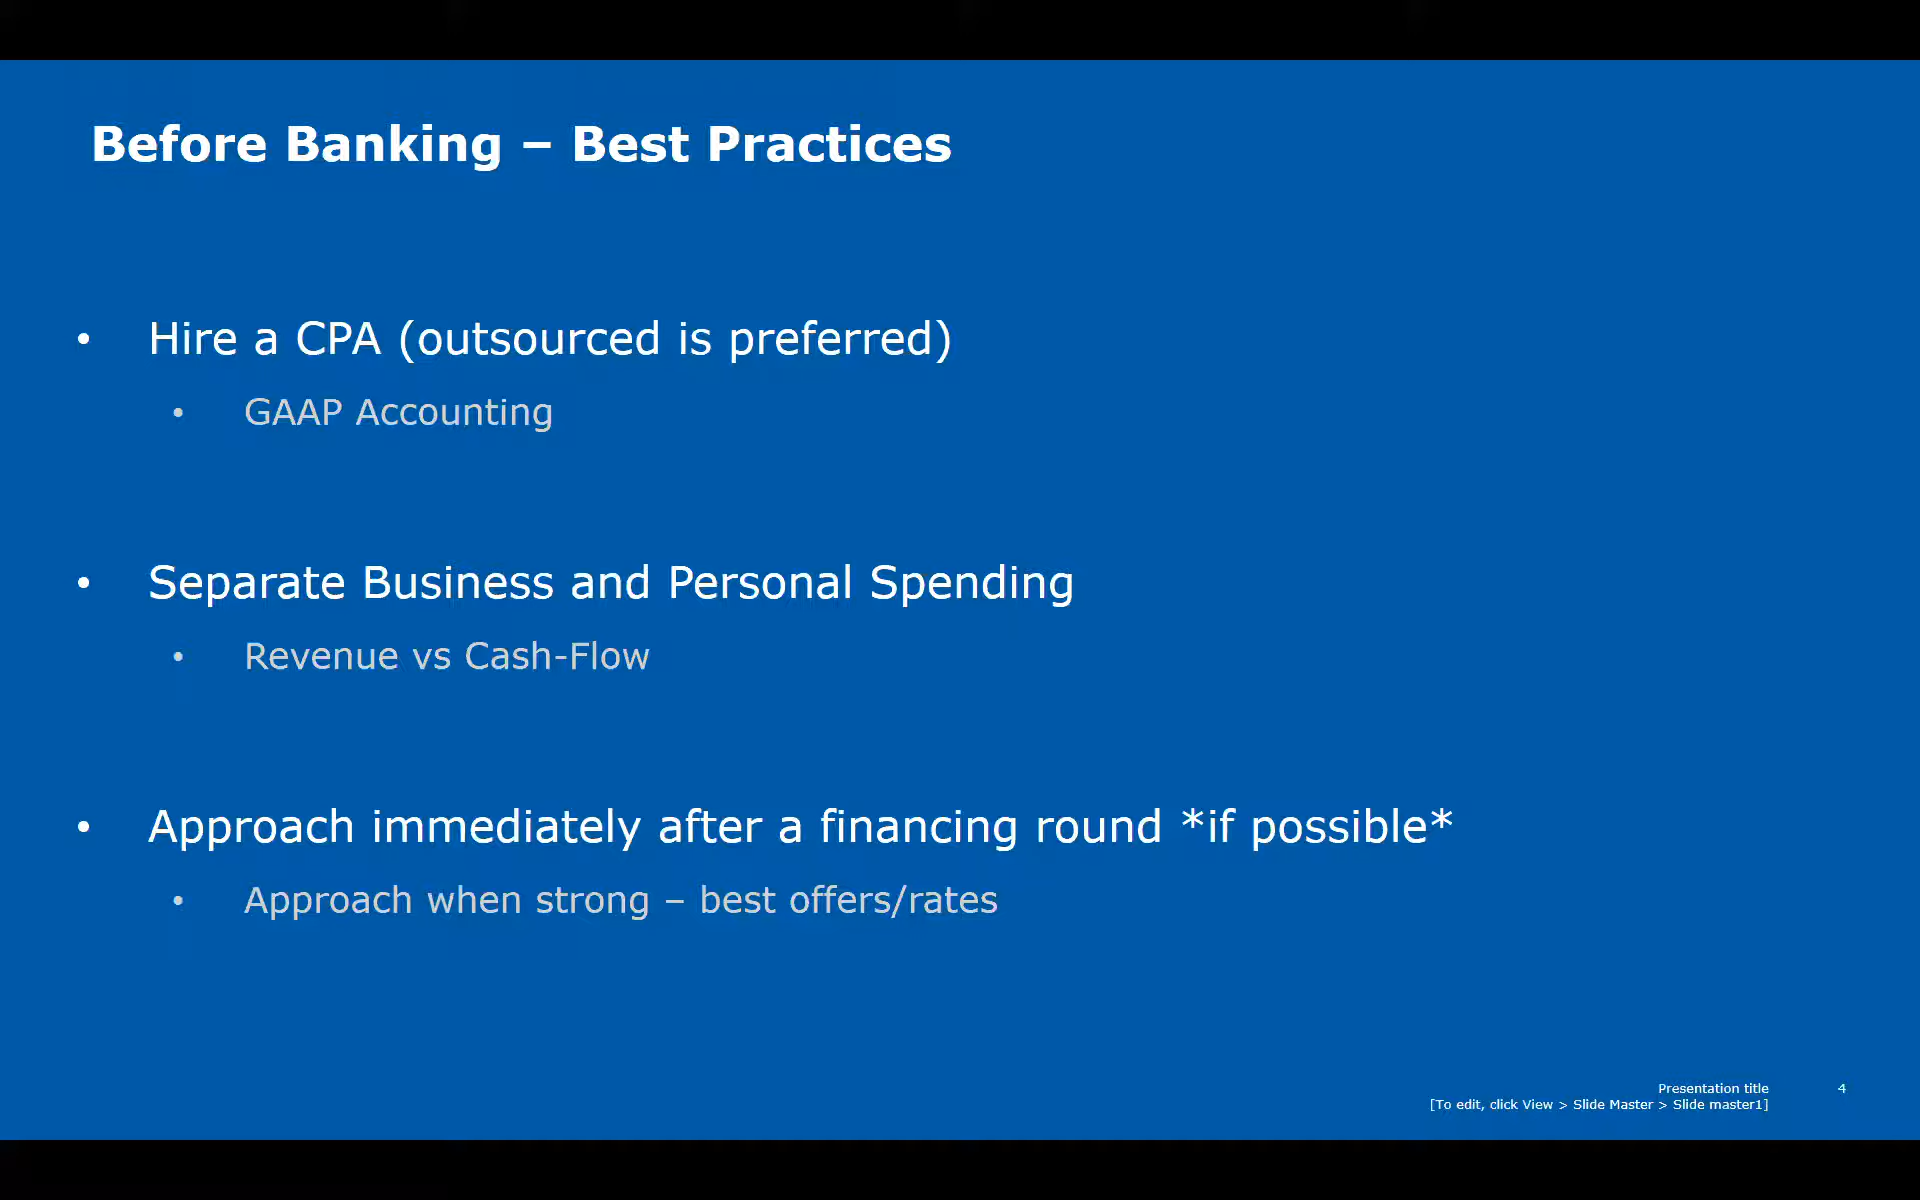 Before Banking – Best Practices
• Hire a CPA (outsourced is preferred)
• GAAP Accounting
• Separate Business and Personal Spending
• Revenue vs Cash-Flow
• Approach immediately after a financing round *if possible*
• Approach when strong – best offers/rates
Presentation title 4
[To edit, click View > Slide Master > Slide master1]